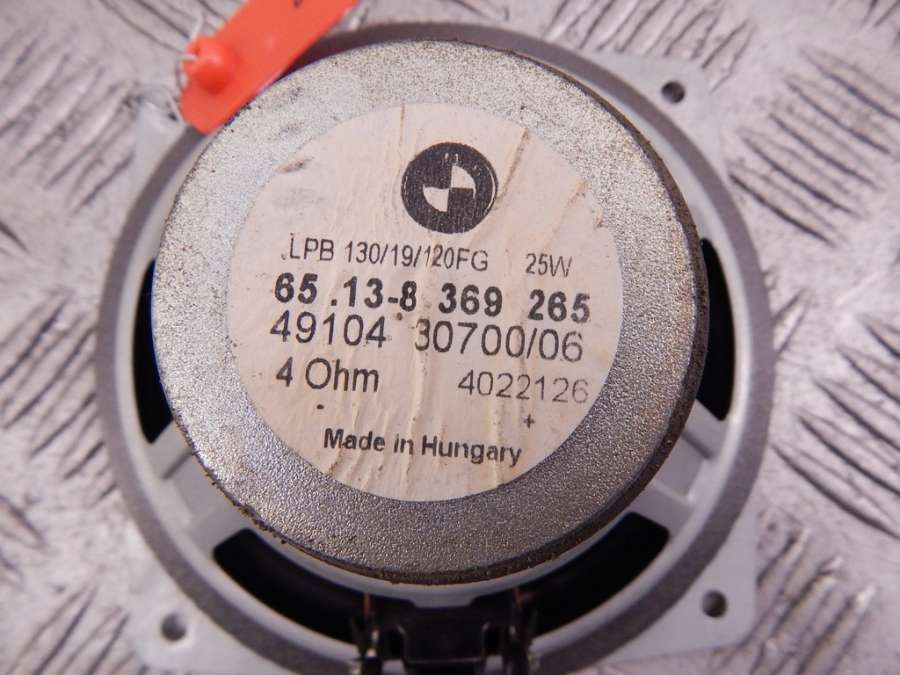 LPB 130/19/120FG 25W
65.13-8 369 265
49104 30700/06
4 Ohm 4022126
+
Made in Hungary